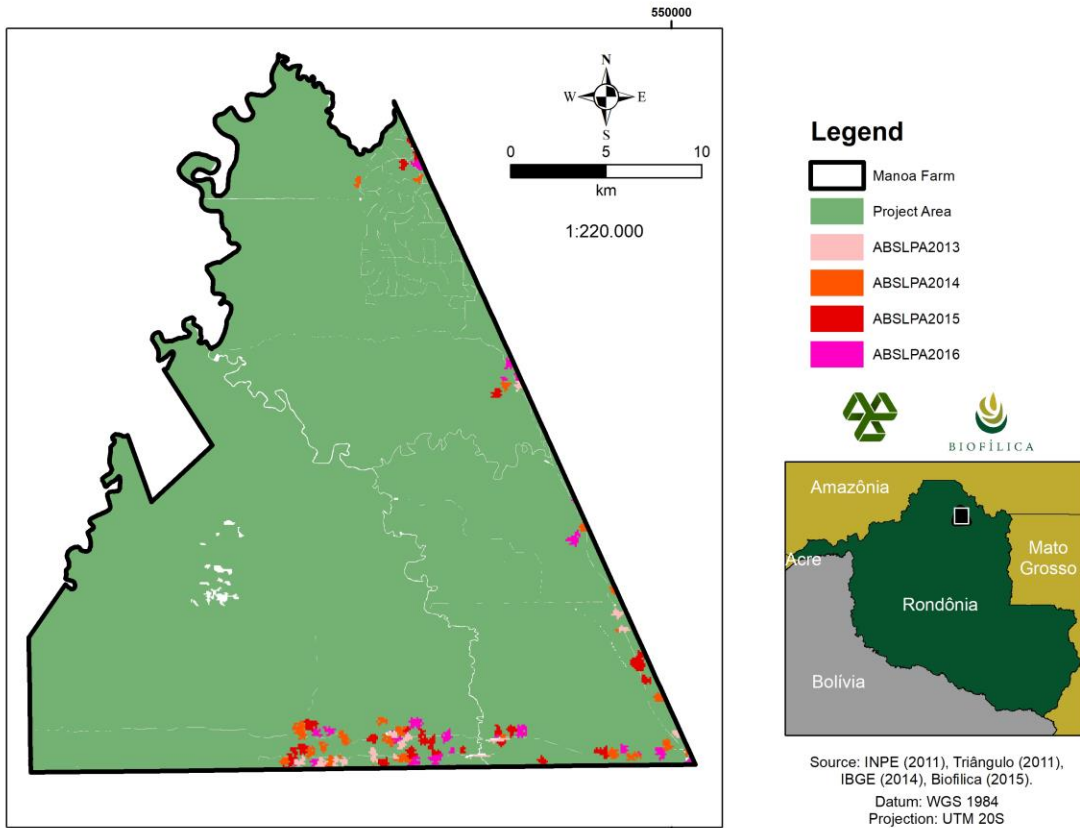 550000
N
W E
S
0 5 10
km
1:220.000
Legend
Manoa Farm
Project Area
ABSLPA2013
ABSLPA2014
ABSLPA2015
ABSLPA2016
BIOFÍLICA
Amazônia
Acre
Mato
Grosso
Rondônia
Bolívia
Source: INPE (2011), Triângulo (2011),
IBGE (2014), Biofilica (2015).
Datum: WGS 1984
Projection: UTM 20S